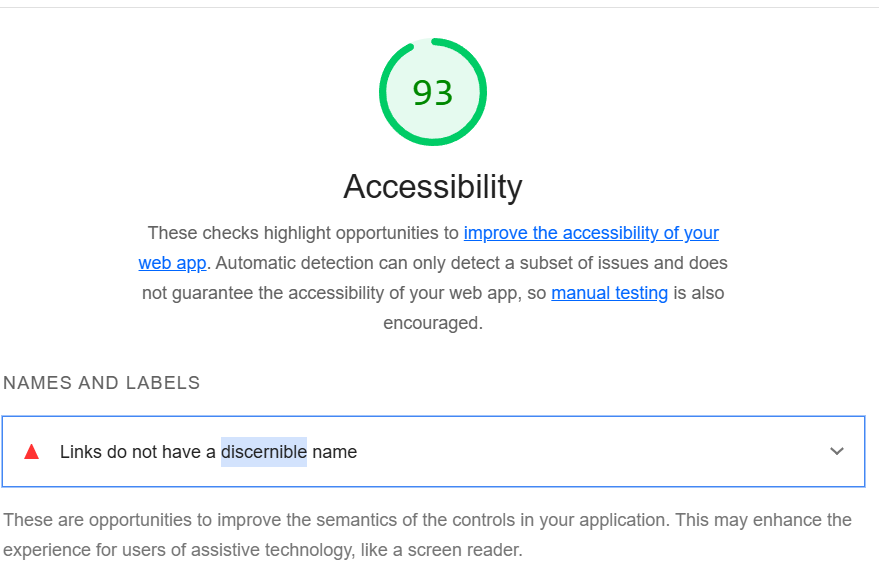 93
Accessibility
These checks highlight opportunities to improve the accessibility of your
web app. Automatic detection can only detect a subset of issues and does
not guarantee the accessibility of your web app, so manual testing is also
encouraged.
NAMES AND LABELS
Links do not have a discernible name
These are opportunities to improve the semantics of the controls in your application. This may enhance the
experience for users of assistive technology, like a screen reader.